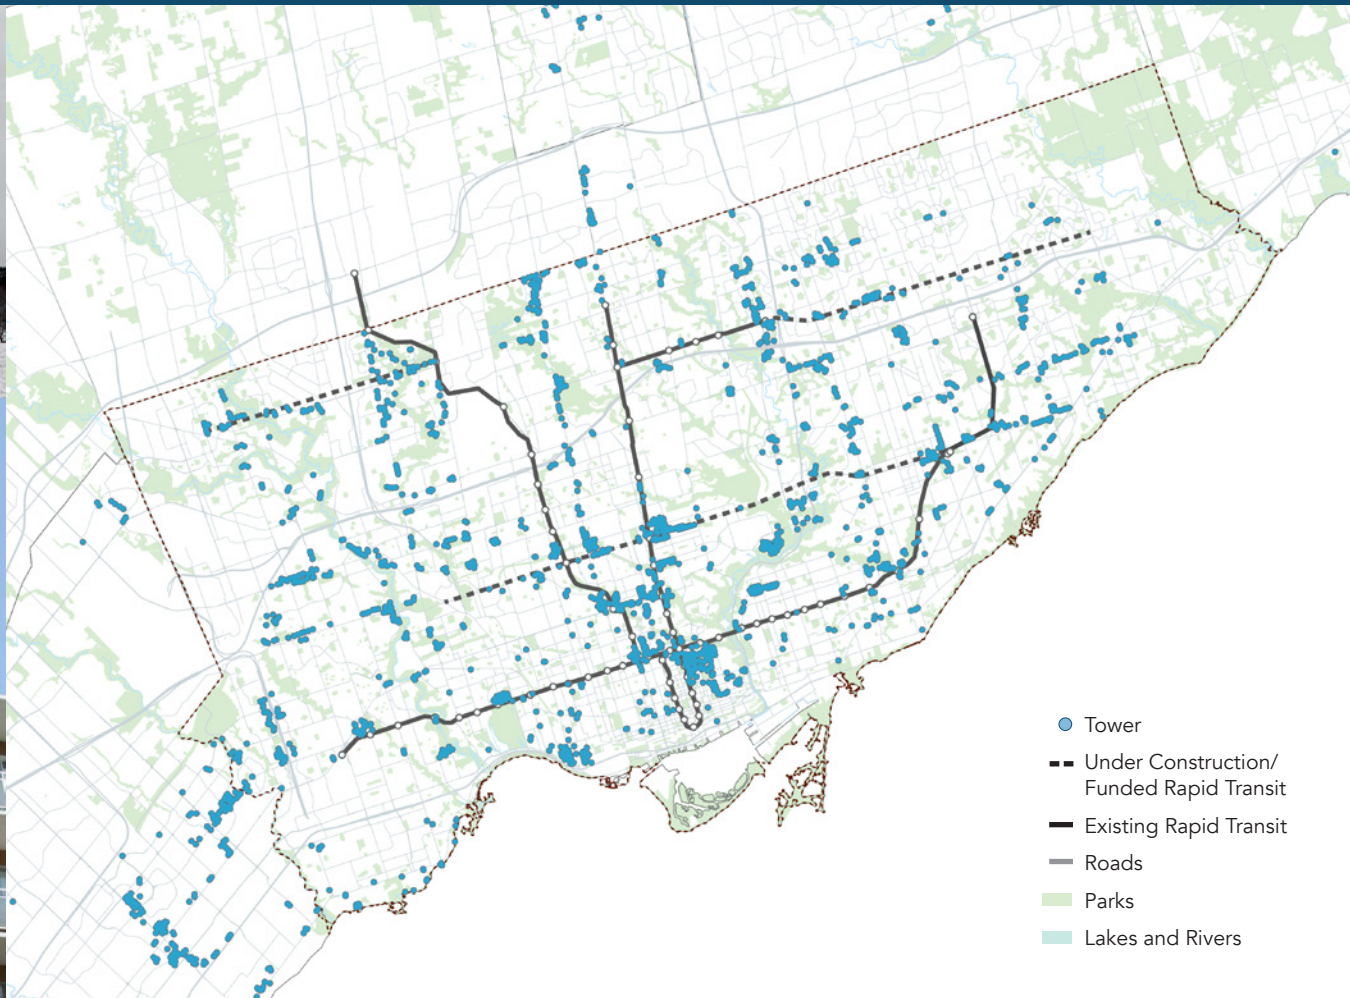 Tower
Under Construction/
Funded Rapid Transit
Existing Rapid Transit
Roads
Parks
Lakes and Rivers